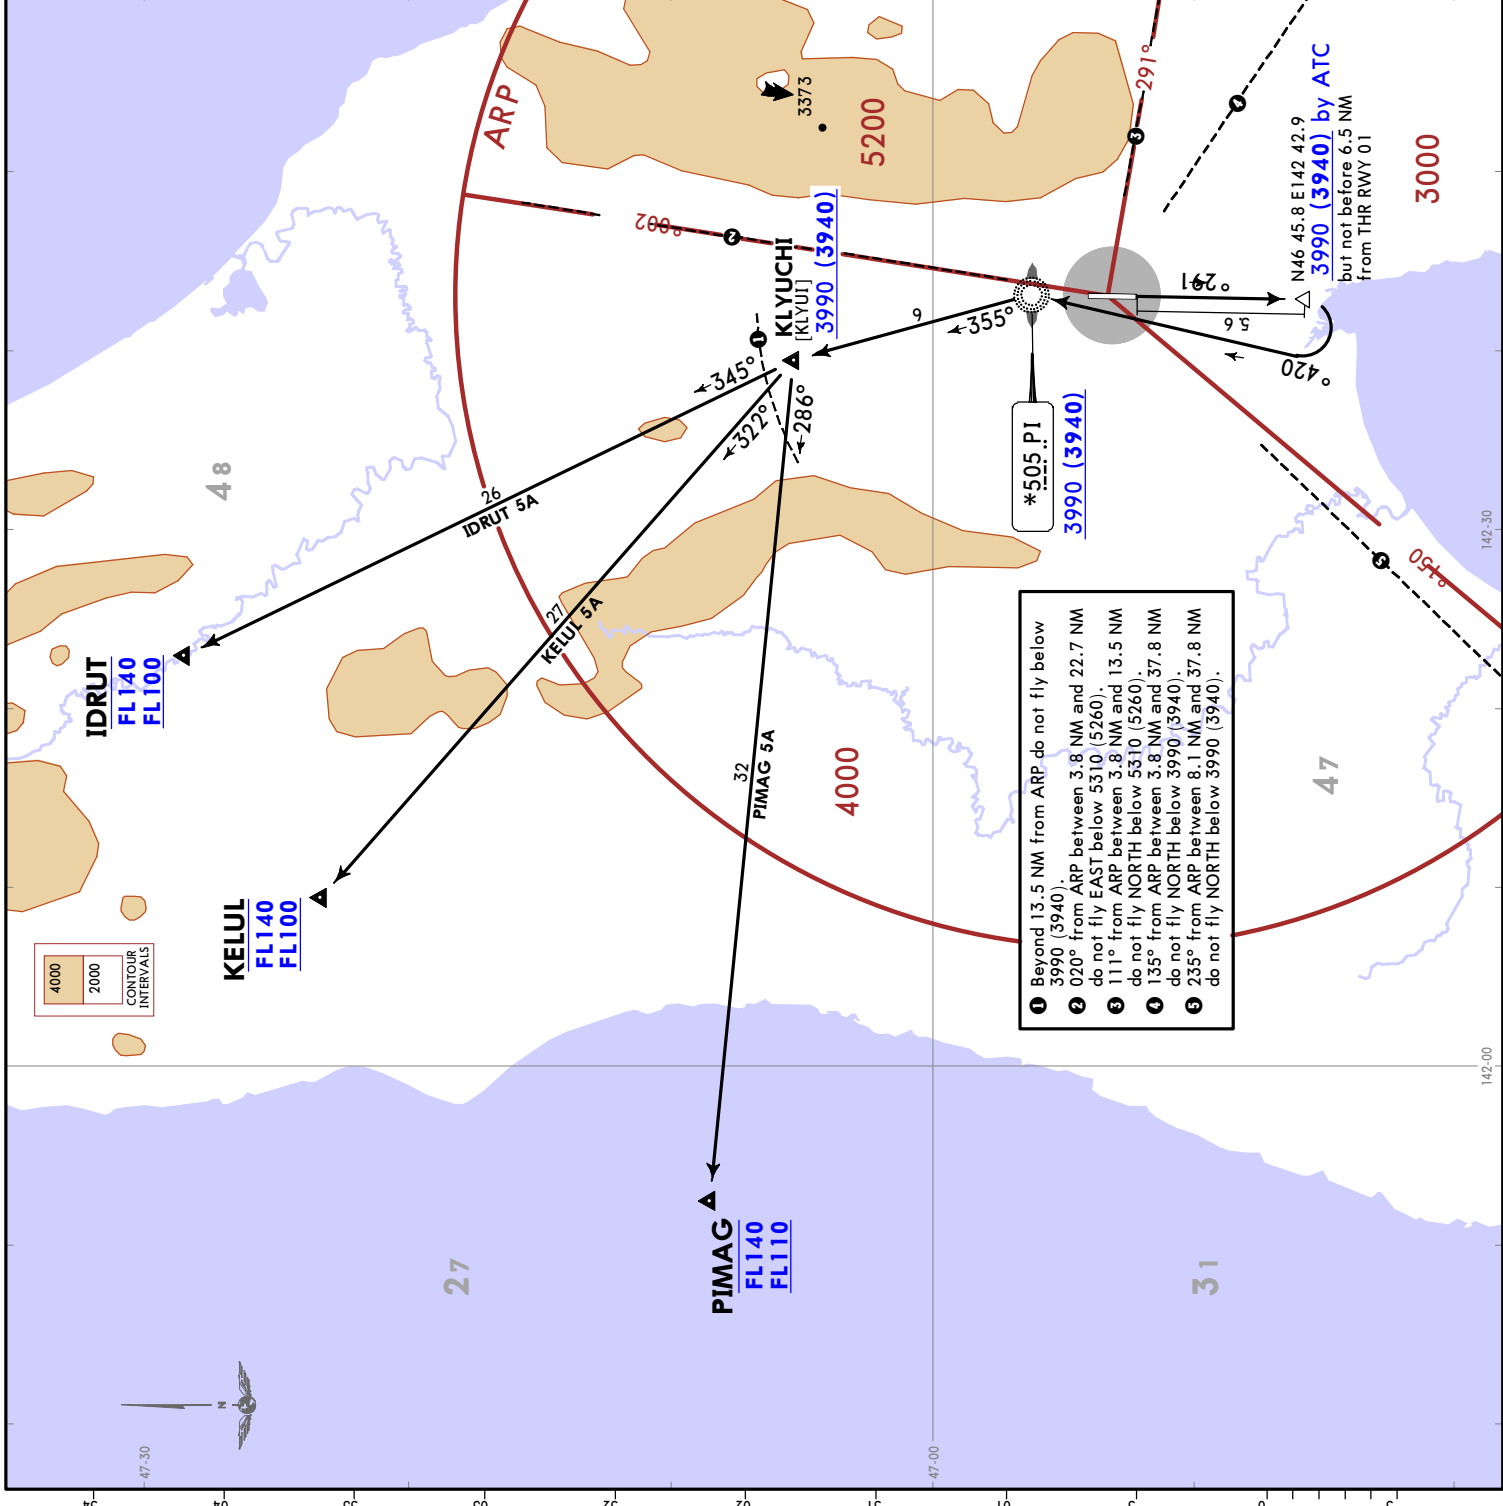 ARP
3373
5200
291°
N46 45.8 E142 42.9
3990 (3940) by ATC
but not before 6.5 NM
from THR RWY 01
3000
002°
KLYUCHI
[KLYUI]
3990 (3940)
9
355°
*505 PI
3990 (3940)
291°
5.6
420°
051°
345°
322°
286°
26
IDRUT 5A
27
KELUL 5A
32
PIMAG 5A
IDRUT
FL140
FL100
KELUL
FL140
FL100
PIMAG
FL140
FL110
48
4000
47
27
31
4000
2000
CONTOUR
INTERVALS
1 Beyond 13.5 NM from ARP do not fly below
3990 (3940).
2 020° from ARP between 3.8 NM and 22.7 NM
do not fly EAST below 5310 (5260).
3 111° from ARP between 3.8 NM and 13.5 NM
do not fly NORTH below 5310 (5260).
4 135° from ARP between 3.8 NM and 37.8 NM
do not fly NORTH below 3990 (3940).
5 235° from ARP between 8.1 NM and 37.8 NM
do not fly NORTH below 3990 (3940).
1
2
3
4
5
N
142-30
142-00
47-30
47-00